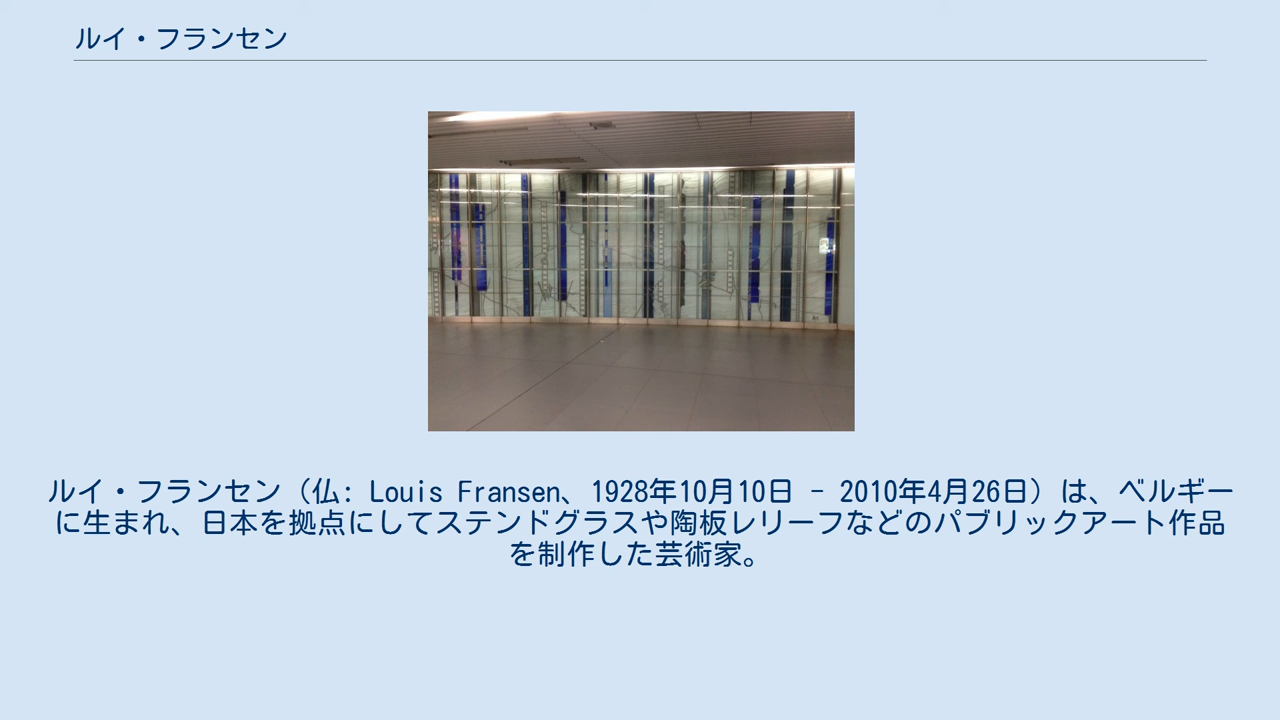 ルイ・フランセン
ルイ・フランセン（仏: Louis Fransen、1928年10月10日 - 2010年4月26日）は、ベルギー
に生まれ、日本を拠点にしてステンドグラスや陶板レリーフなどのパブリックアート作品
を制作した芸術家。